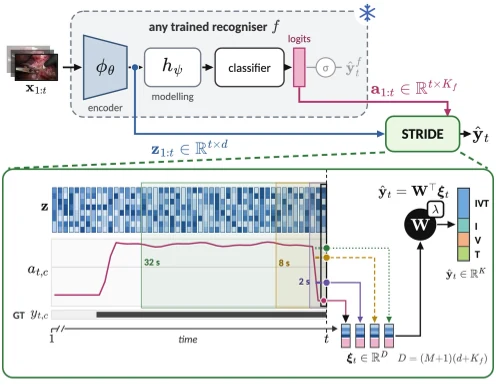 any trained recogniser f
logits
ϕ_θ
h_ψ
classifier
σ
ŷ_t^f
x_{1:t}
encoder
modelling
a_{1:t} ∈ ℝ^{t×K_f}
z_{1:t} ∈ ℝ^{t×d}
STRIDE
ŷ_t
z
ŷ_t = W^⊤ ξ_t
λ
W
IVT
I
V
T
ŷ_t ∈ ℝ^K
a_{t,c}
32 s
8 s
2 s
GT y_{t,c}
1
time
t
ξ_t ∈ ℝ^D
D = (M+1)(d+K_f)